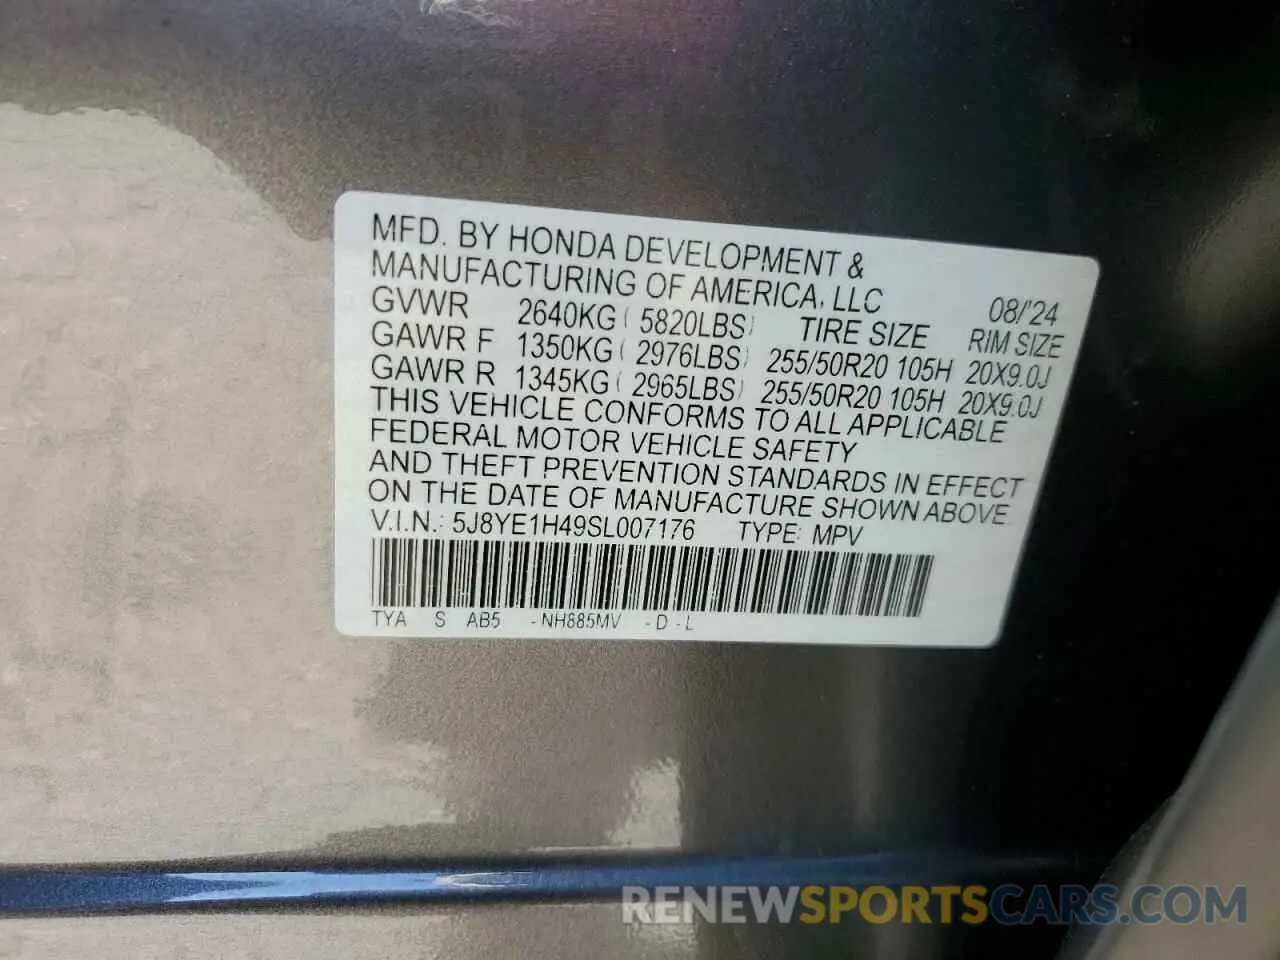 MFD. BY HONDA DEVELOPMENT &
MANUFACTURING OF AMERICA, LLC 08/'24
GVWR 2640KG ( 5820LBS) TIRE SIZE RIM SIZE
GAWR F 1350KG ( 2976LBS) 255/50R20 105H 20X9.0J
GAWR R 1345KG ( 2965LBS) 255/50R20 105H 20X9.0J
THIS VEHICLE CONFORMS TO ALL APPLICABLE
FEDERAL MOTOR VEHICLE SAFETY
AND THEFT PREVENTION STANDARDS IN EFFECT
ON THE DATE OF MANUFACTURE SHOWN ABOVE.
V.I.N.: 5J8YE1H49SL007176 TYPE: MPV
TYA S AB5 - NH885MV - D - L
RENEWSPORTSCARS.COM